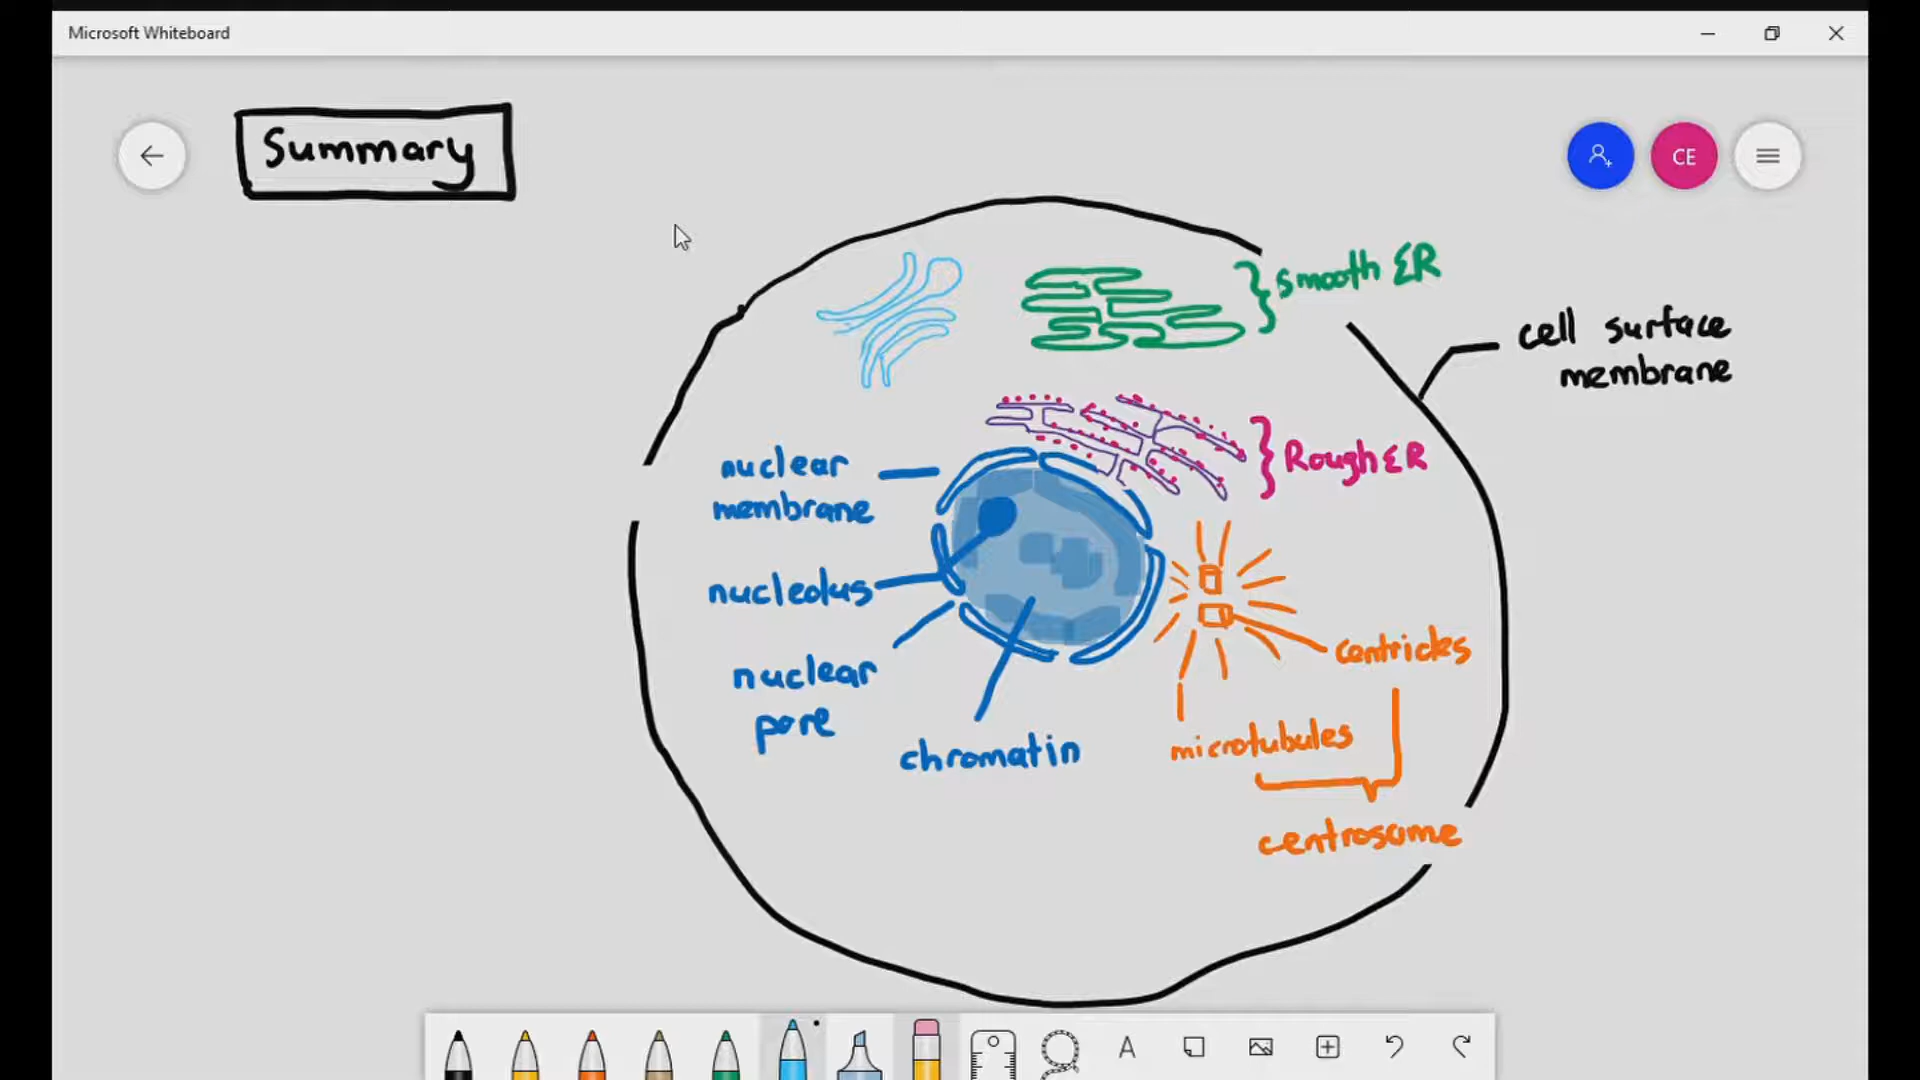 Microsoft Whiteboard
Summary
CE
Smooth ER
cell surface
membrane
Rough ER
nuclear
membrane
nucleolus
nuclear
pore
chromatin
centrioles
microtubules
centrosome
A